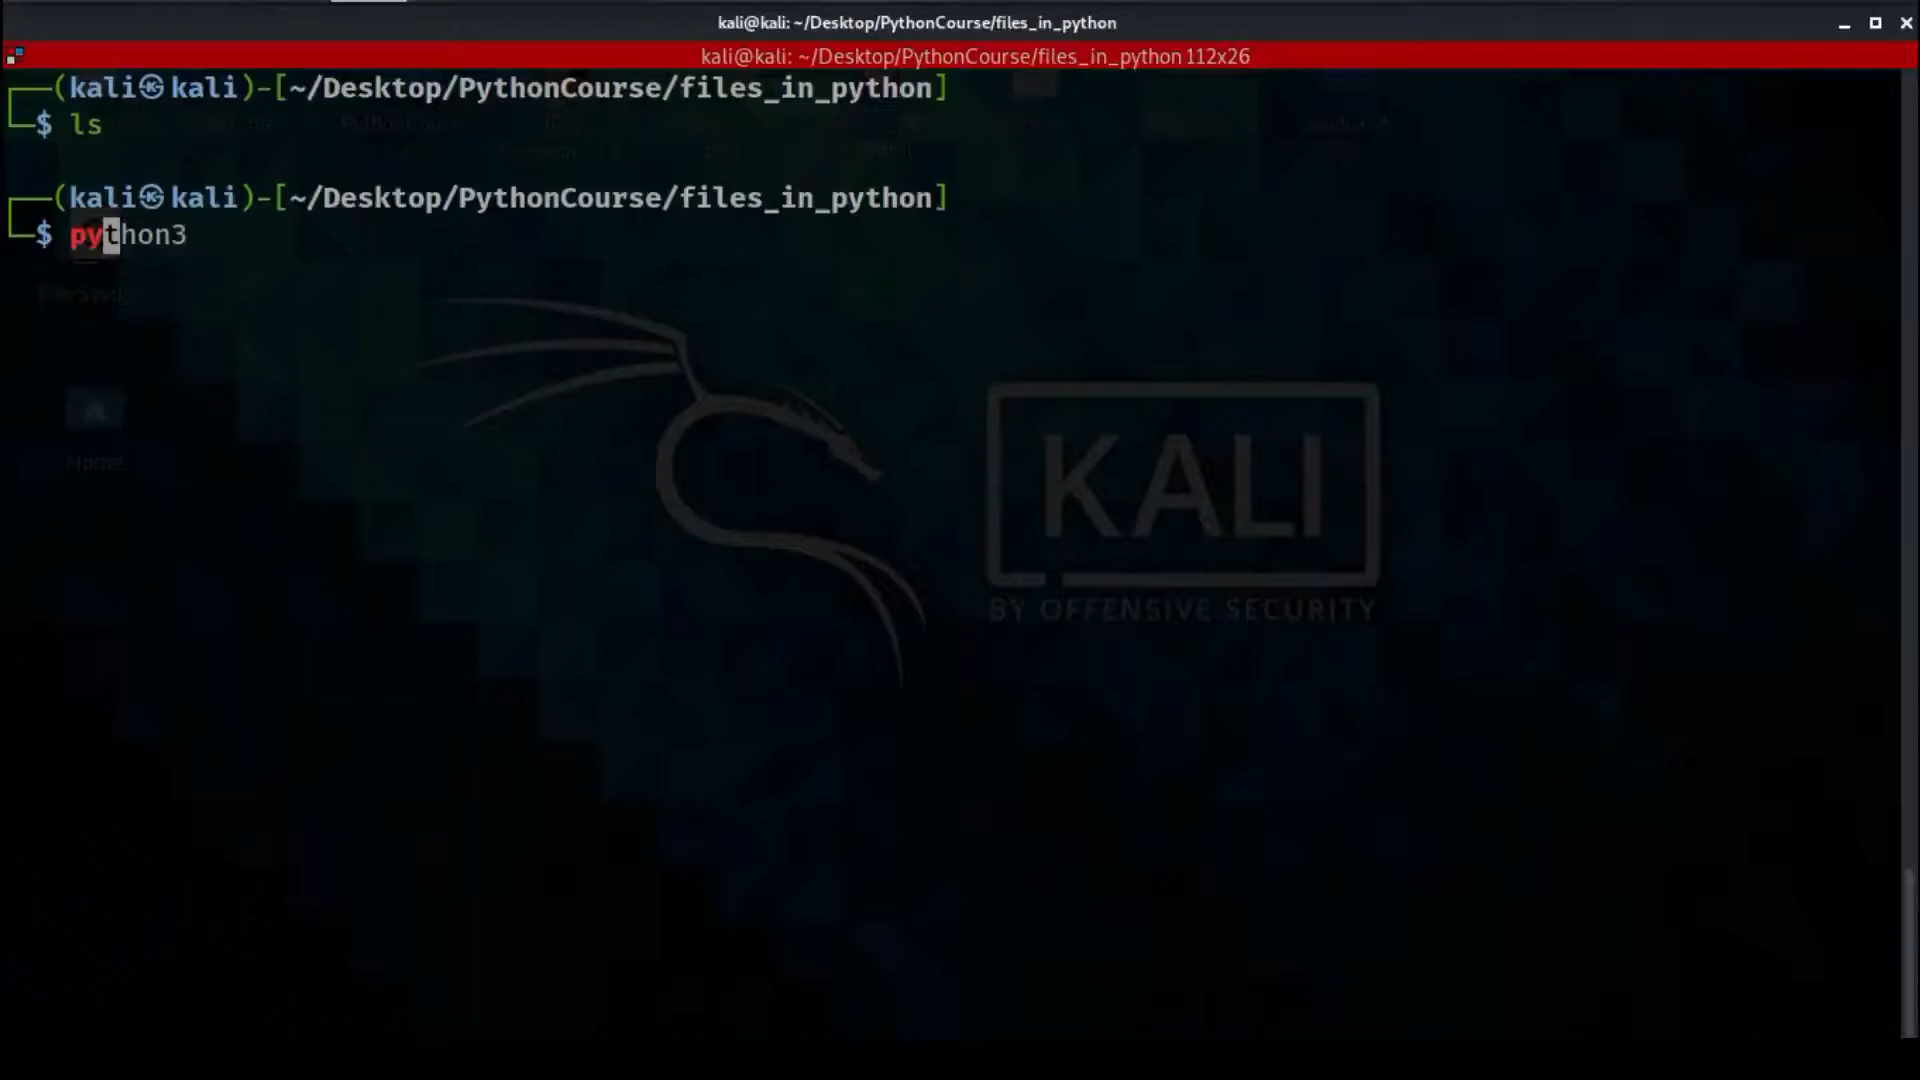 kali@kali: ~/Desktop/PythonCourse/files_in_python
kali@kali: ~/Desktop/PythonCourse/files_in_python 112x26
┌──(kali㉿kali)-[~/Desktop/PythonCourse/files_in_python]
└─$ ls
┌──(kali㉿kali)-[~/Desktop/PythonCourse/files_in_python]
└─$ python3
Home
KALI
BY OFFENSIVE SECURITY